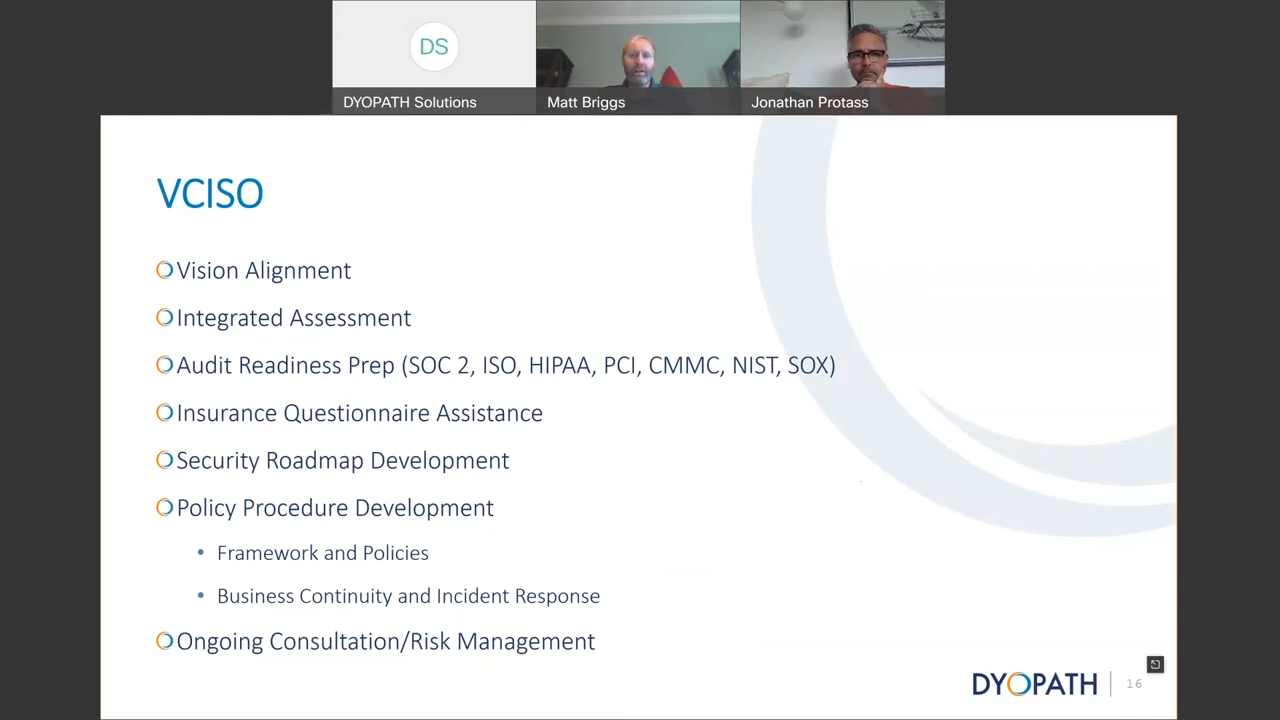 DS
DYOPATH Solutions
Matt Briggs
Jonathan Protass
VCISO
Vision Alignment
Integrated Assessment
Audit Readiness Prep (SOC 2, ISO, HIPAA, PCI, CMMC, NIST, SOX)
Insurance Questionnaire Assistance
Security Roadmap Development
Policy Procedure Development
Framework and Policies
Business Continuity and Incident Response
Ongoing Consultation/Risk Management
DYOPATH
16